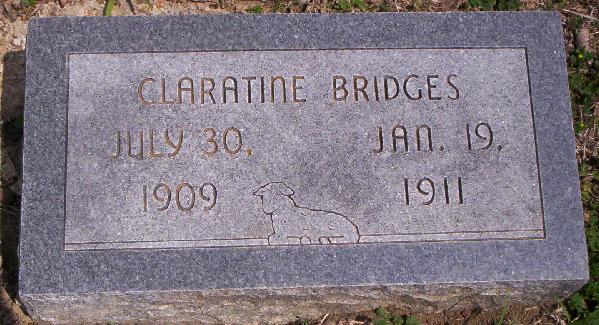 CLARATINE BRIDGES
JULY 30, JAN. 19,
1909 1911